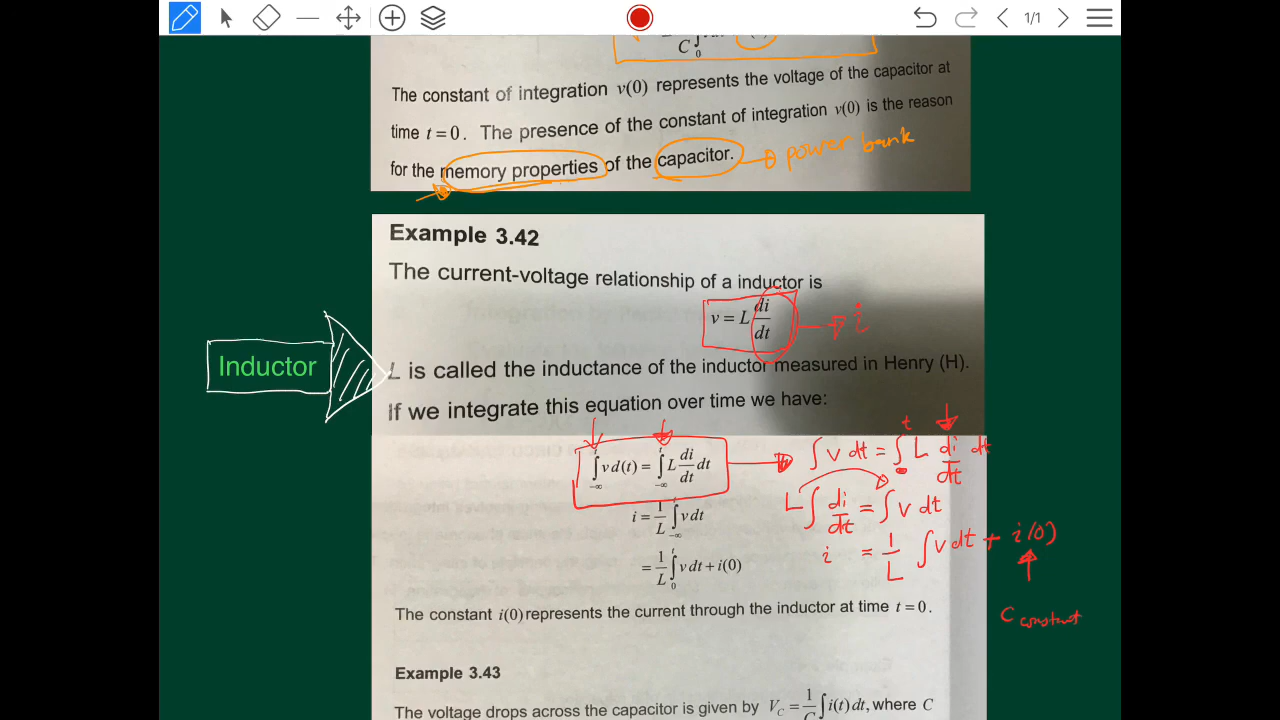 1/1
C 0
The constant of integration v(0) represents the voltage of the capacitor at
time t = 0. The presence of the constant of integration v(0) is the reason
for the memory properties of the capacitor. → power bank
Example 3.42
The current-voltage relationship of a inductor is
v = L di/dt → i
Inductor
L is called the inductance of the inductor measured in Henry (H).
If we integrate this equation over time we have:
∫_{-∞}^{t} v d(t) = ∫_{-∞}^{t} L di/dt dt → ∫ v dt = ∫^t L di/dt dt
L ∫ di/dt = ∫ v dt
i = 1/L ∫_{-∞}^{t} v dt
i = 1/L ∫ v dt + i(0)
= 1/L ∫_0^t v dt + i(0)
The constant i(0) represents the current through the inductor at time t = 0.
C constant
Example 3.43
The voltage drops across the capacitor is given by V_C = 1/C ∫ i(t) dt, where C